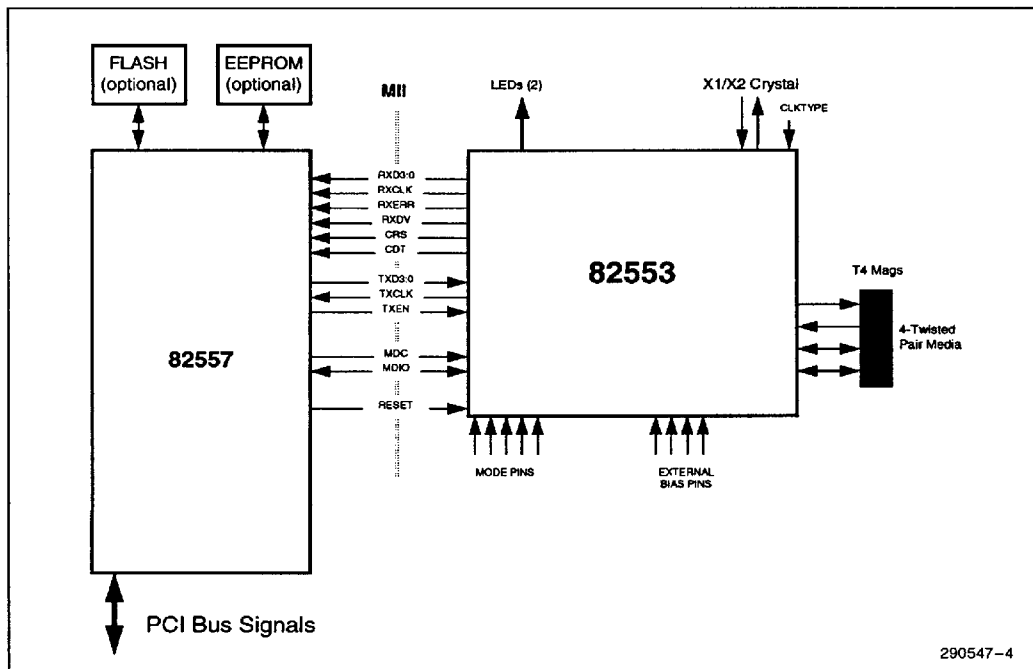 FLASH
(optional)
EEPROM
(optional)
MII
LEDs (2)
X1/X2 Crystal
CLKTYPE
RXD3:0
RXCLK
RXERR
RXDV
CRS
CDT
TXD3:0
TXCLK
TXEN
MDC
MDIO
RESET
82557
82553
T4 Mags
4-Twisted
Pair Media
MODE PINS
EXTERNAL
BIAS PINS
PCI Bus Signals
290547-4